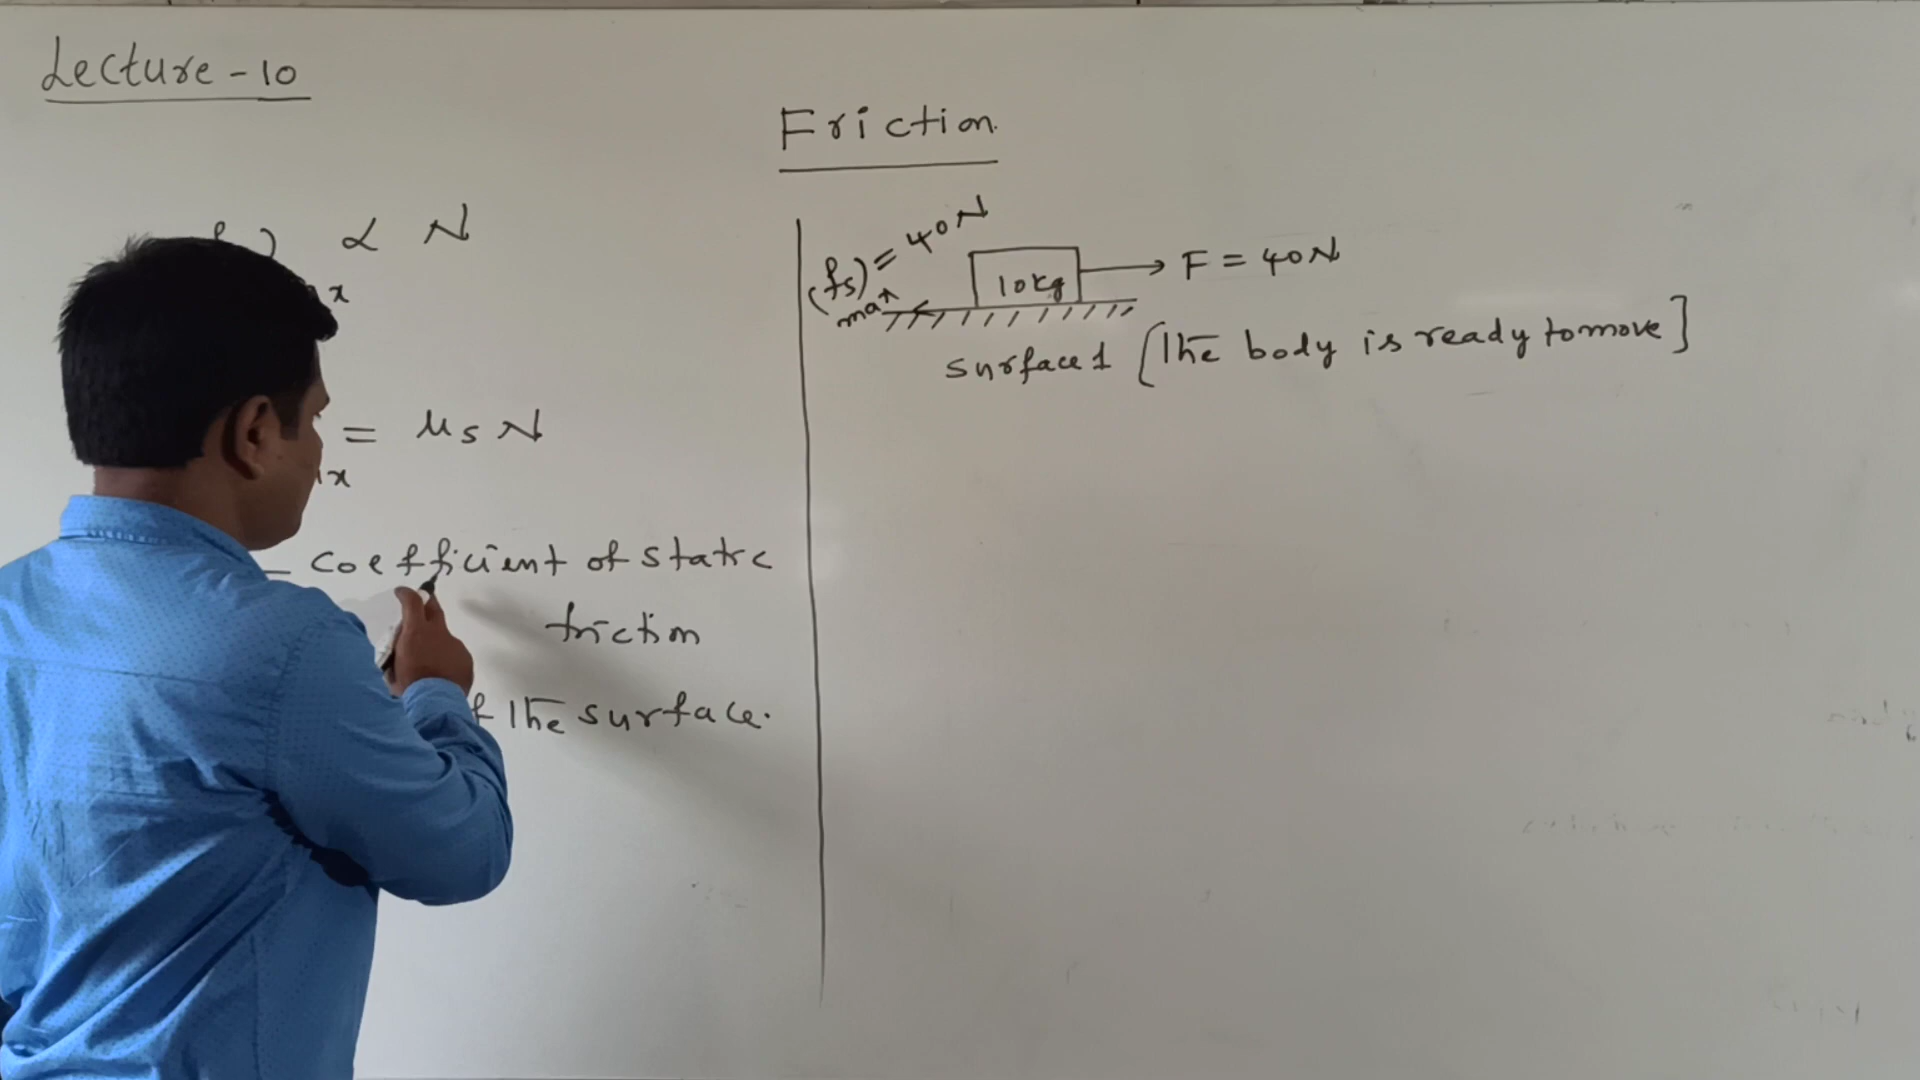 Lecture - 10
Friction
∝ N
x
= μs N
x
– coefficient of static
friction
the surface.
(fs)max = 40N
10kg
F = 40N
surface 1 [The body is ready to move]